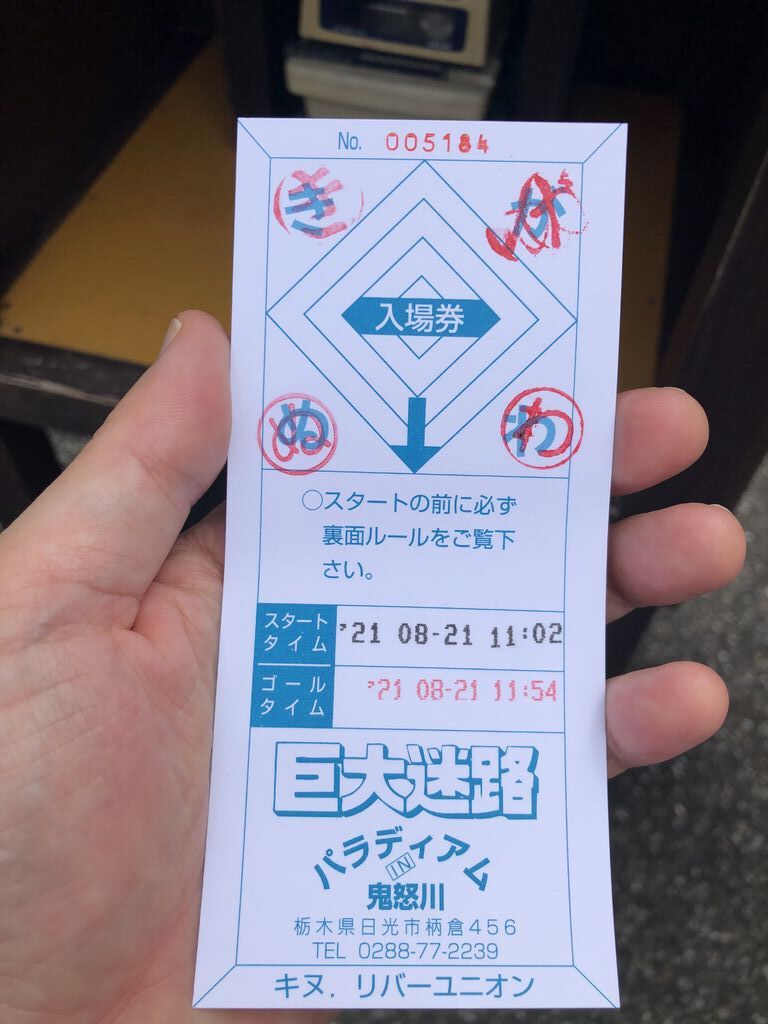 No. 005184
き が
入場券
ぬ わ
○スタートの前に必ず
裏面ルールをご覧下
さい。
スタート
タイム
'21 08-21 11:02
ゴール
タイム
'21 08-21 11:54
巨大迷路
パラディアム
IN
鬼怒川
栃木県日光市柄倉456
TEL 0288-77-2239
キヌ．リバーユニオン